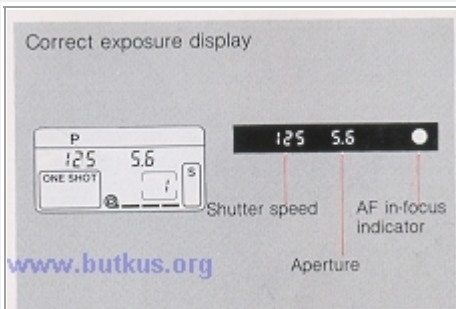 Correct exposure display
P
125 5.6
ONE SHOT
1
S
125 5.6
Shutter speed
AF in-focus
indicator
Aperture
www.butkus.org